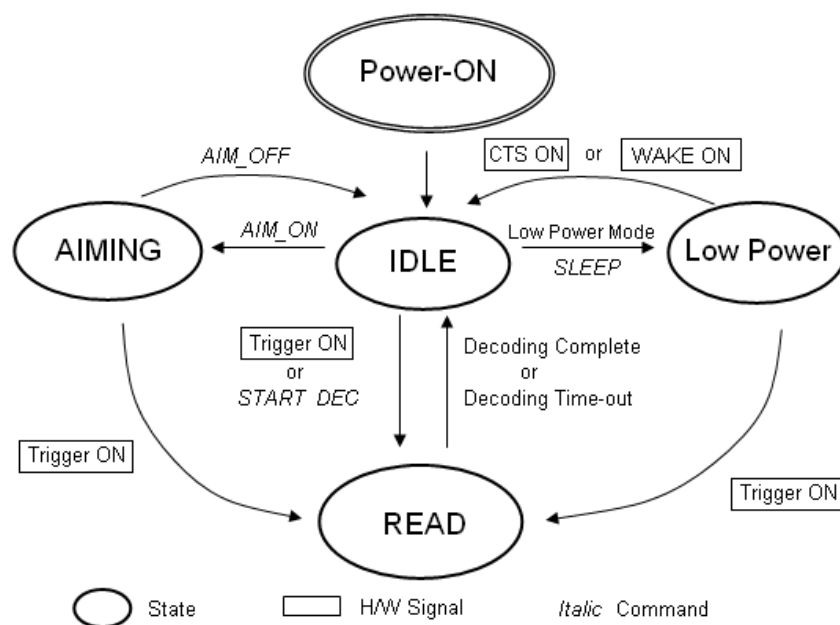 Power-ON
AIM_OFF
CTS ON or WAKE ON
AIMING
AIM_ON
IDLE
Low Power Mode
SLEEP
Low Power
Trigger ON
or
START DEC
Decoding Complete
or
Decoding Time-out
Trigger ON
READ
Trigger ON
State
H/W Signal
Italic Command